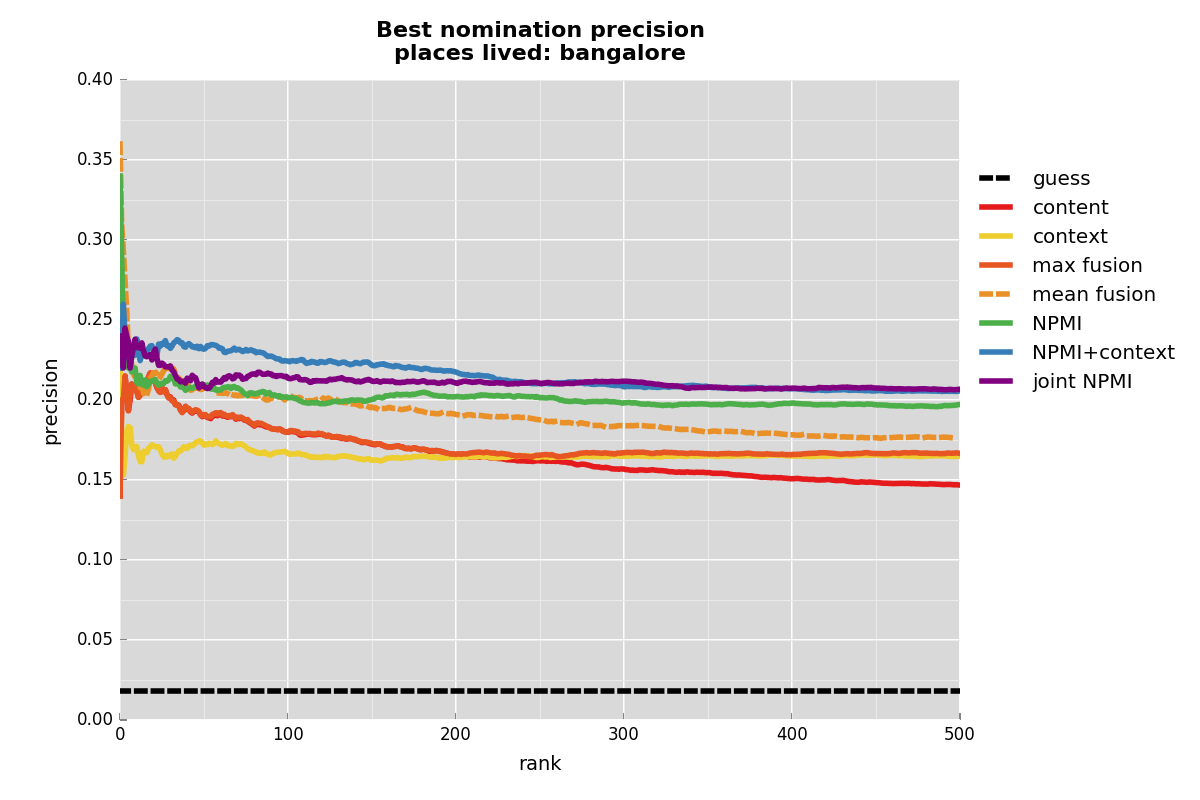 Best nomination precision
places lived: bangalore
precision
0.40
0.35
0.30
0.25
0.20
0.15
0.10
0.05
0.00
0
100
200
300
400
500
rank
guess
content
context
max fusion
mean fusion
NPMI
NPMI+context
joint NPMI